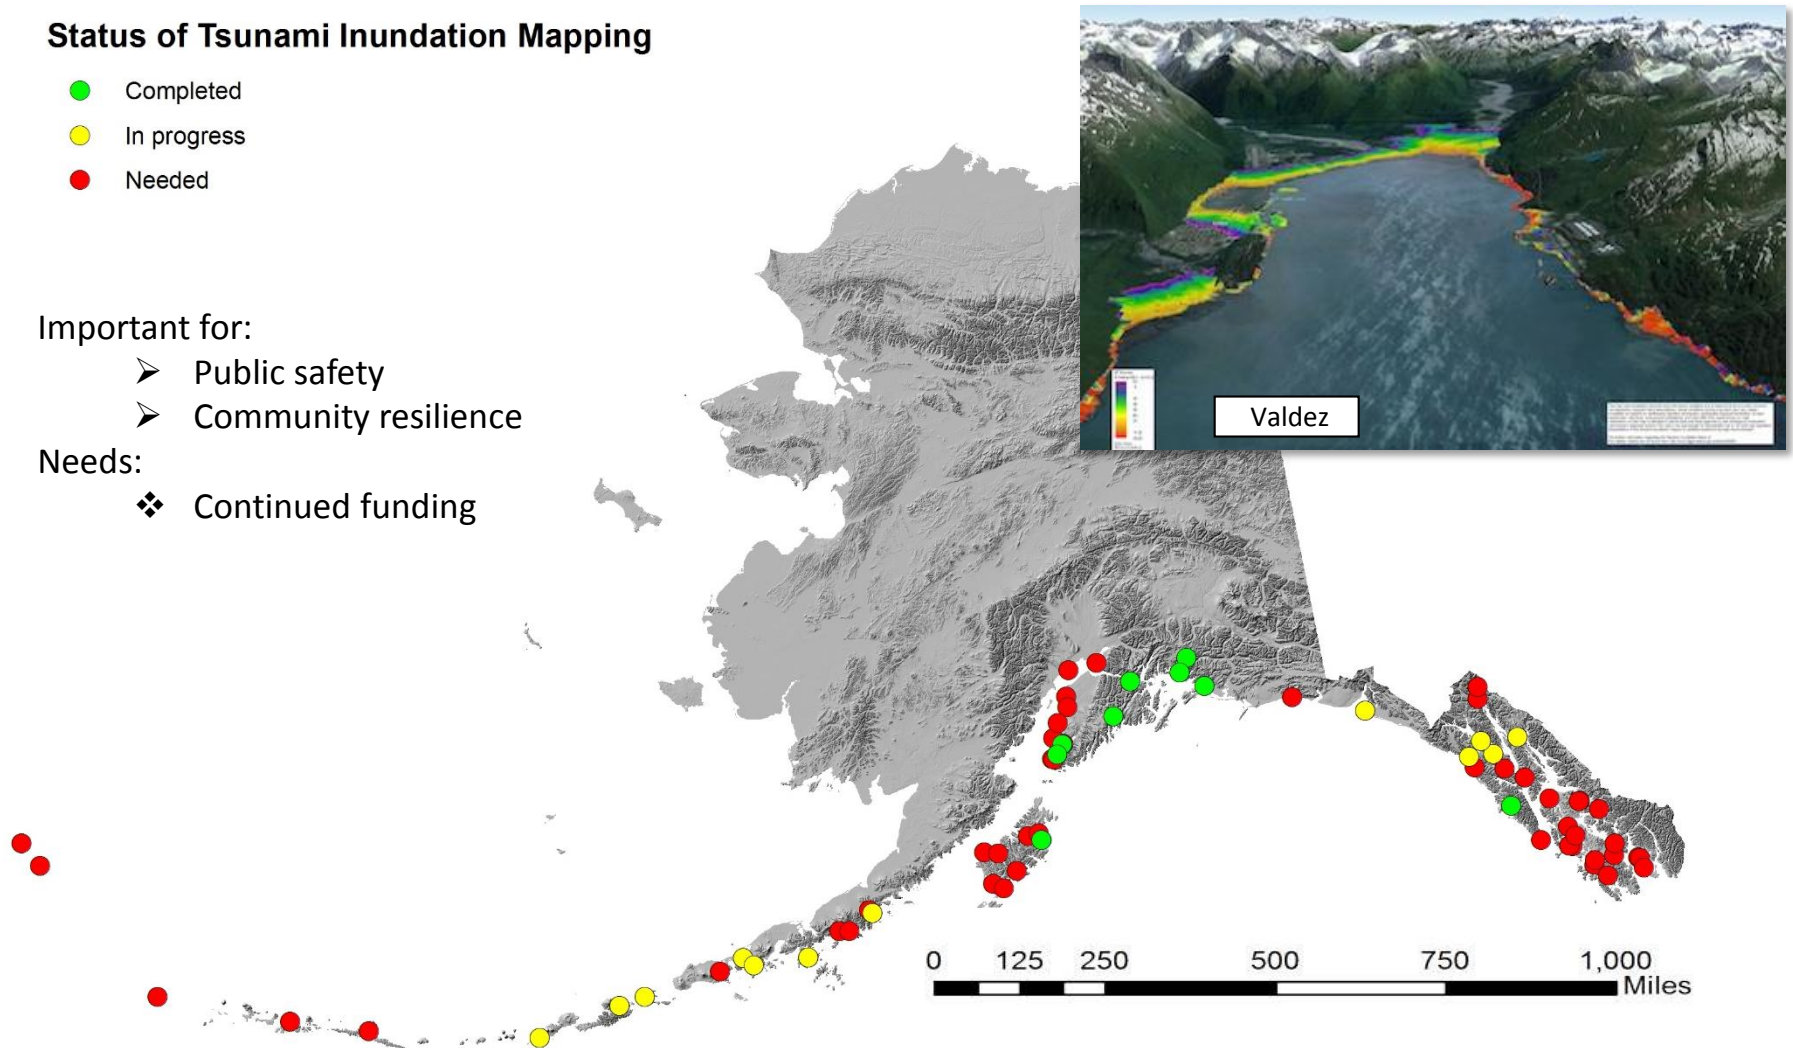 Status of Tsunami Inundation Mapping
Completed
In progress
Needed
Important for:
➢ Public safety
➢ Community resilience
Needs:
❖ Continued funding
Valdez
0 125 250 500 750 1,000
Miles